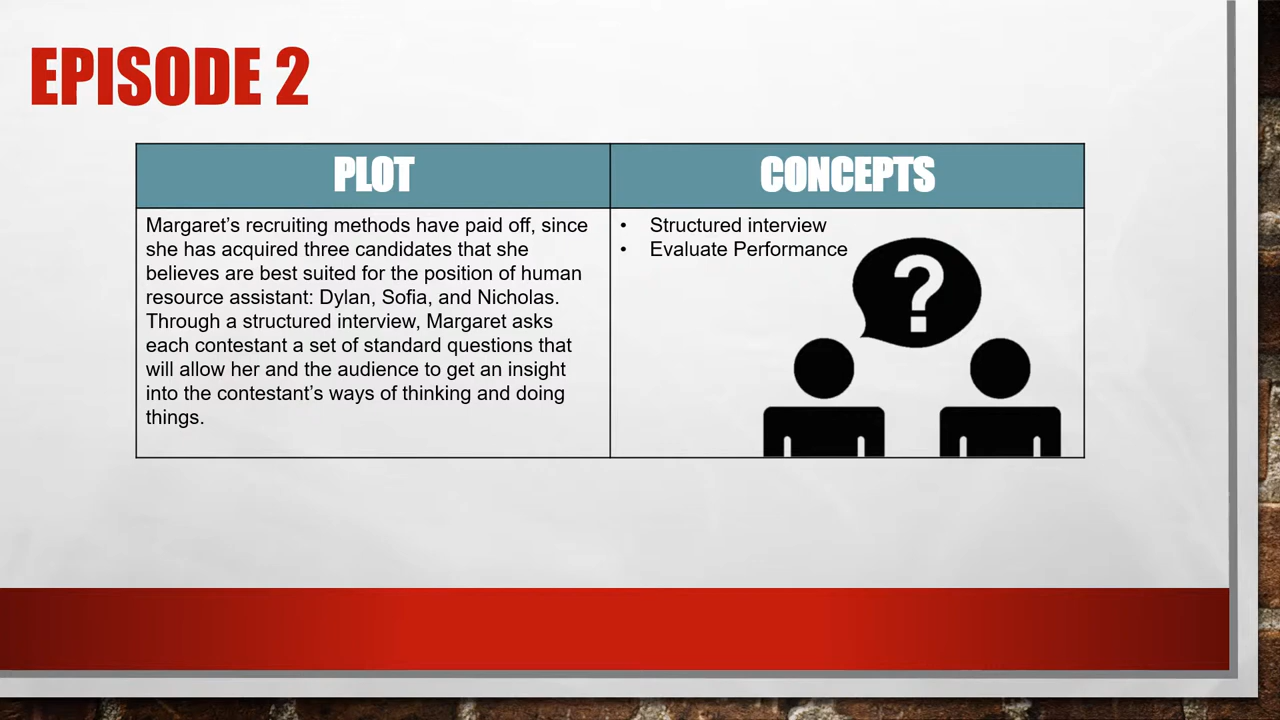 EPISODE 2
PLOT
CONCEPTS
Margaret’s recruiting methods have paid off, since
she has acquired three candidates that she
believes are best suited for the position of human
resource assistant: Dylan, Sofia, and Nicholas.
Through a structured interview, Margaret asks
each contestant a set of standard questions that
will allow her and the audience to get an insight
into the contestant’s ways of thinking and doing
things.
• Structured interview
• Evaluate Performance
?